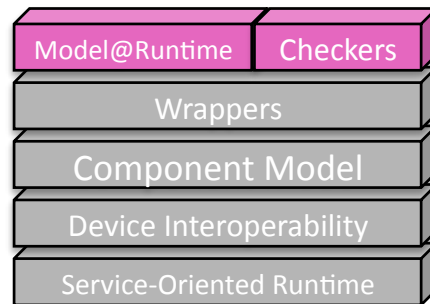 Model@Runtime Checkers
Wrappers
Component Model
Device Interoperability
Service-Oriented Runtime